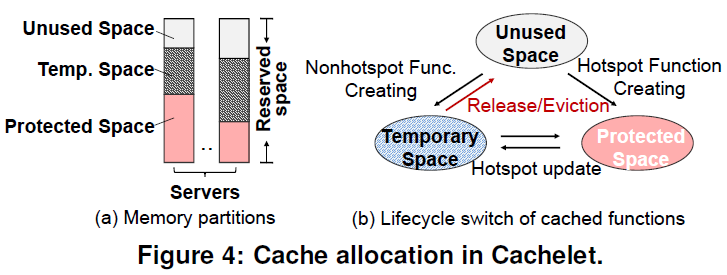 Unused Space
Temp. Space
Protected Space
..
Reserved
space
Servers
(a) Memory partitions
Unused
Space
Nonhotspot Func.
Creating
Hotspot Function
Creating
Release/Eviction
Temporary
Space
Protected
Space
Hotspot update
(b) Lifecycle switch of cached functions
Figure 4: Cache allocation in Cachelet.